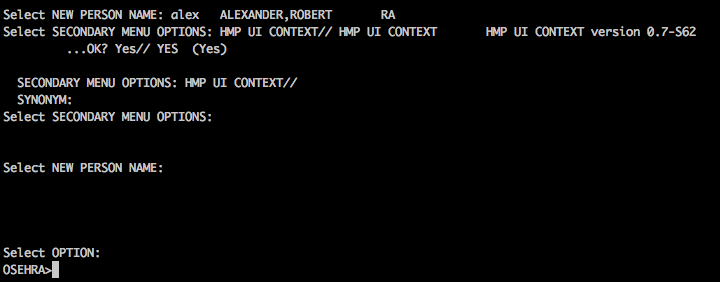 Select NEW PERSON NAME: alex   ALEXANDER,ROBERT       RA
Select SECONDARY MENU OPTIONS: HMP UI CONTEXT// HMP UI CONTEXT       HMP UI CONTEXT version 0.7-S62
         ...OK? Yes// YES  (Yes)
  SECONDARY MENU OPTIONS: HMP UI CONTEXT//
  SYNONYM:
Select SECONDARY MENU OPTIONS:
Select NEW PERSON NAME:
Select OPTION:
OSEHRA>